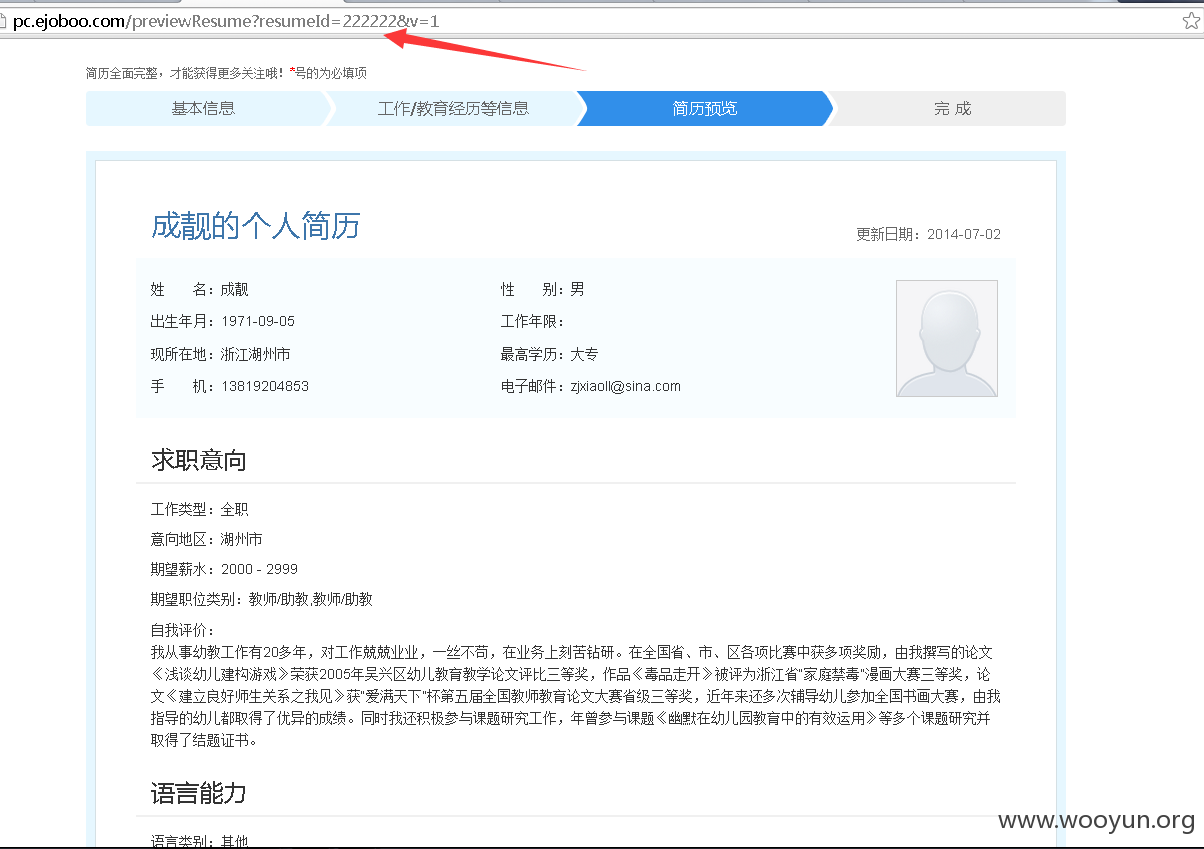 pc.ejoboo.com/previewResume?resumeId=222222&v=1
简历全面完整，才能获得更多关注哦！*号的为必填项
基本信息 工作/教育经历等信息 简历预览 完 成
成靓的个人简历
更新日期：2014-07-02
姓 名：成靓 性 别：男
出生年月：1971-09-05 工作年限：
现所在地：浙江湖州市 最高学历：大专
手 机：13819204853 电子邮件：zjxiaoll@sina.com
求职意向
工作类型：全职
意向地区：湖州市
期望薪水：2000 - 2999
期望职位类别：教师/助教,教师/助教
自我评价：
我从事幼教工作有20多年，对工作兢兢业业，一丝不苟，在业务上刻苦钻研。在全国省、市、区各项比赛中获多项奖励，由我撰写的论文
《浅谈幼儿建构游戏》荣获2005年吴兴区幼儿教育教学论文评比三等奖，作品《毒品走开》被评为浙江省"家庭禁毒"漫画大赛三等奖，论
文《建立良好师生关系之我见》获"爱满天下"杯第五届全国教师教育论文大赛省级三等奖，近年来还多次辅导幼儿参加全国书画大赛，由我
指导的幼儿都取得了优异的成绩。同时我还积极参与课题研究工作，年曾参与课题《幽默在幼儿园教育中的有效运用》等多个课题研究并
取得了结题证书。
语言能力
www.wooyun.org
语言类别：其他